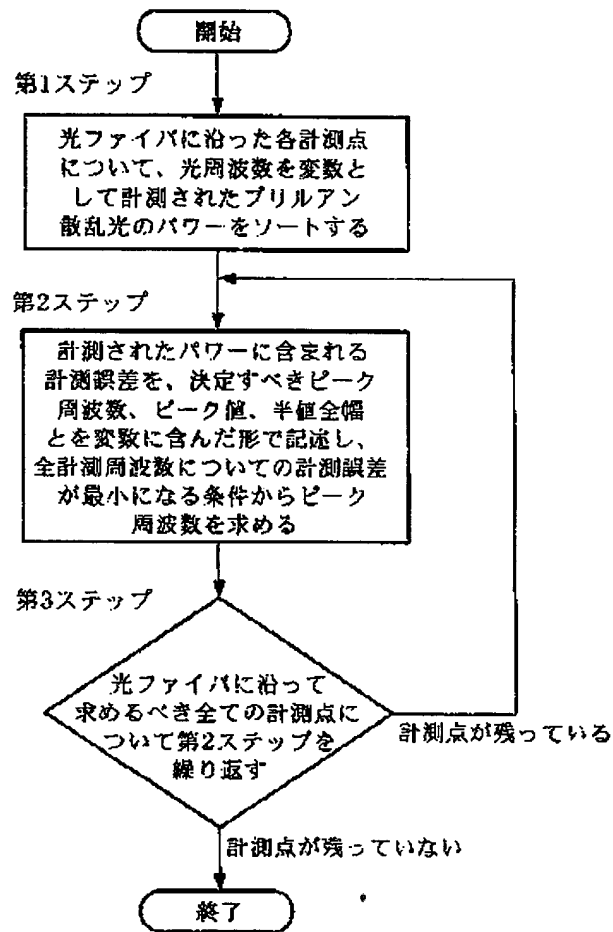 開始
第1ステップ
光ファイバに沿った各計測点
について、光周波数を変数と
して計測されたブリルアン
散乱光のパワーをソートする
第2ステップ
計測されたパワーに含まれる
計測誤差を、決定すべきピーク
周波数、ピーク値、半値全幅
とを変数に含んだ形で記述し、
全計測周波数についての計測誤差
が最小になる条件からピーク
周波数を求める
第3ステップ
光ファイバに沿って
求めるべき全ての計測点に
ついて第2ステップを
繰り返す
計測点が残っている
計測点が残っていない
終了